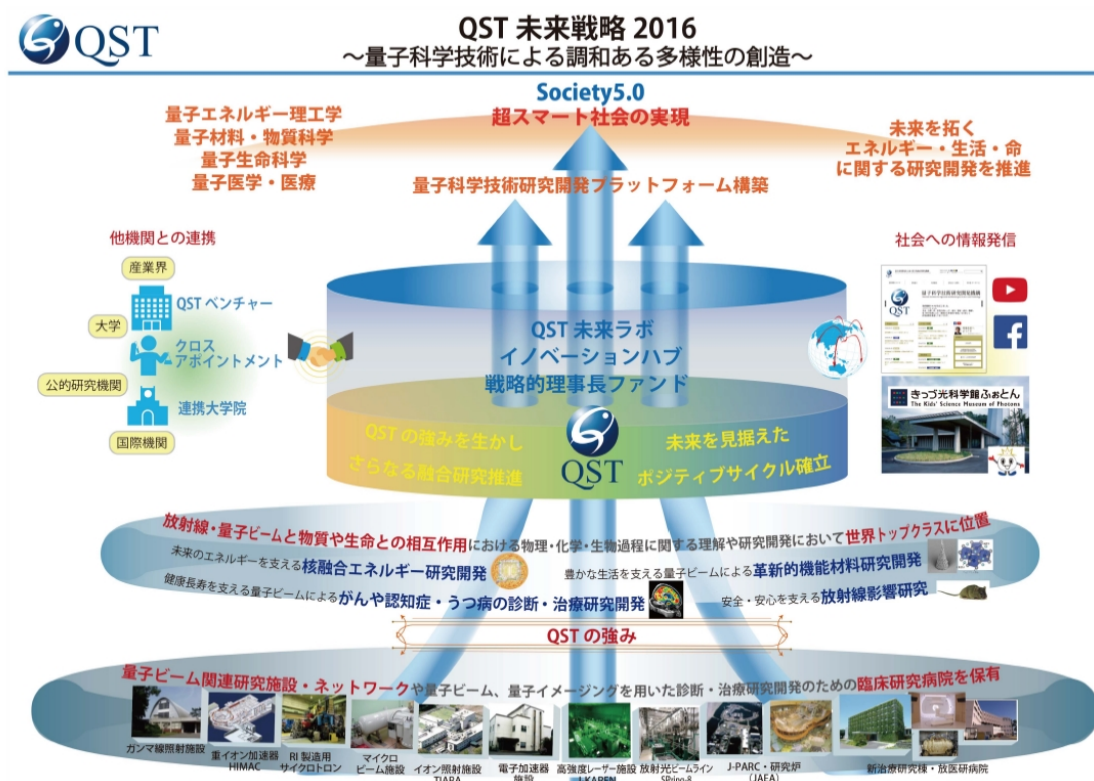 QST
QST 未来戦略 2016
～量子科学技術による調和ある多様性の創造～
Society5.0
超スマート社会の実現
量子エネルギー理工学
量子材料・物質科学
量子生命科学
量子医学・医療
未来を拓く
エネルギー・生活・命
に関する研究開発を推進
量子科学技術研究開発プラットフォーム構築
他機関との連携
産業界
QST ベンチャー
大学
クロス
アポイントメント
公的研究機関
連携大学院
国際機関
社会への情報発信
量子科学技術研究開発機構
QST
きっづ光科学館ふぉとん
The Kids' Science Museum of Photons
QST 未来ラボ
イノベーションハブ
戦略的理事長ファンド
QST の強みを生かし
さらなる融合研究推進
QST
未来を見据えた
ポジティブサイクル確立
放射線・量子ビームと物質や生命との相互作用における物理・化学・生物過程に関する理解や研究開発において世界トップクラスに位置
未来のエネルギーを支える核融合エネルギー研究開発
豊かな生活を支える量子ビームによる革新的機能材料研究開発
健康長寿を支える量子ビームによるがんや認知症・うつ病の診断・治療研究開発
安全・安心を支える放射線影響研究
QST の強み
量子ビーム関連研究施設・ネットワークや量子ビーム、量子イメージングを用いた診断・治療研究開発のための臨床研究病院を保有
ガンマ線照射施設
重イオン加速器
HIMAC
RI 製造用
サイクロトロン
マイクロ
ビーム施設
イオン照射施設
TIARA
電子加速器
施設
高強度レーザー施設
J-KAREN
放射光ビームライン
SPring-8
J-PARC・研究炉
（JAEA）
新治療研究棟・放医研病院